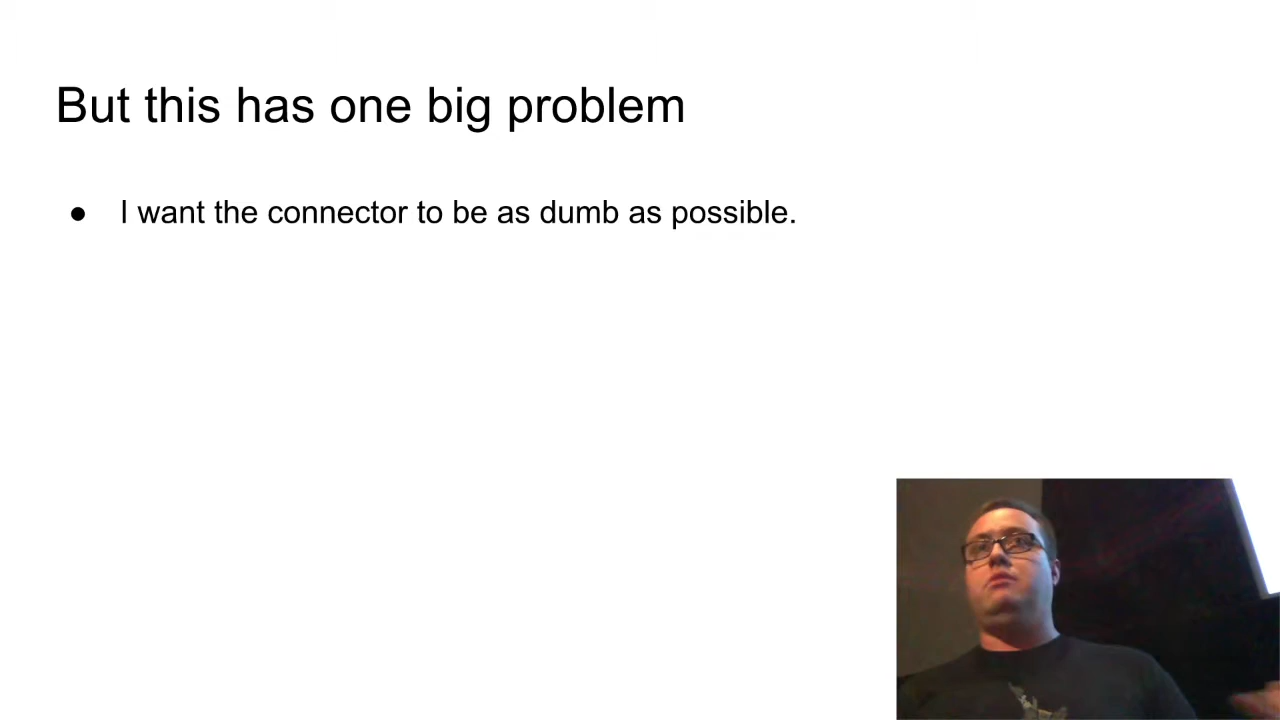 But this has one big problem
● I want the connector to be as dumb as possible.